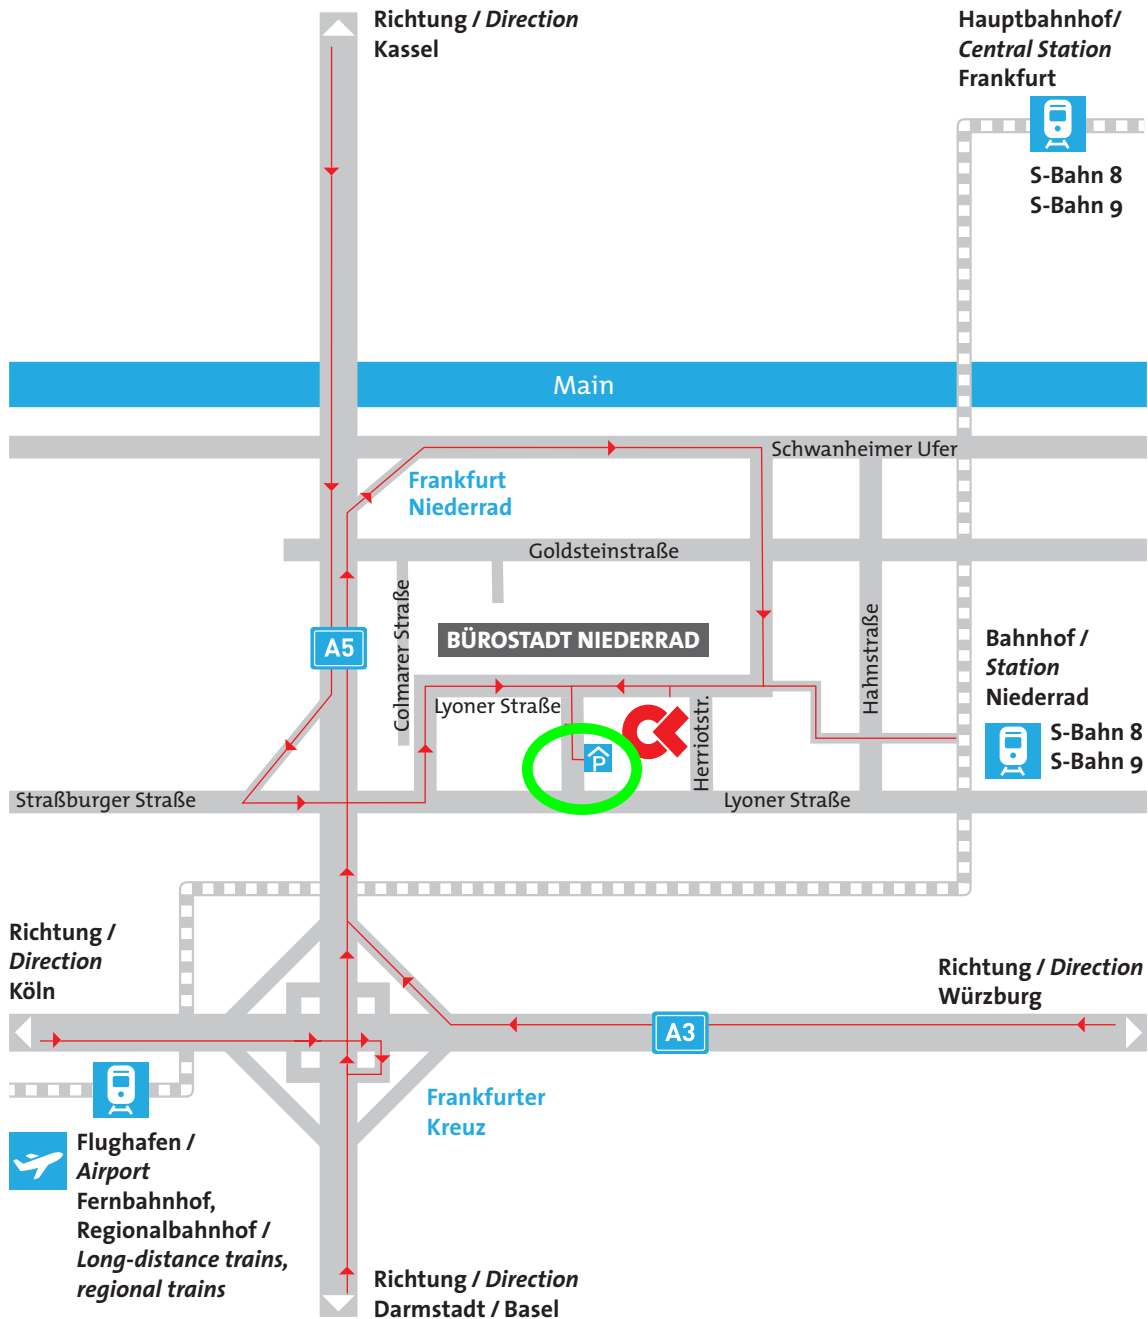 Richtung / Direction
Kassel
Hauptbahnhof/
Central Station
Frankfurt
S-Bahn 8
S-Bahn 9
Main
Schwanheimer Ufer
Frankfurt
Niederrad
Goldsteinstraße
Colmarer Straße
A5
BÜROSTADT NIEDERRAD
Hahnstraße
Bahnhof /
Station
Niederrad
S-Bahn 8
S-Bahn 9
Lyoner Straße
Herriotstr.
P
Straßburger Straße
Lyoner Straße
Richtung /
Direction
Köln
Richtung / Direction
Würzburg
A3
Frankfurter
Kreuz
Flughafen /
Airport
Fernbahnhof,
Regionalbahnhof /
Long-distance trains,
regional trains
Richtung / Direction
Darmstadt / Basel